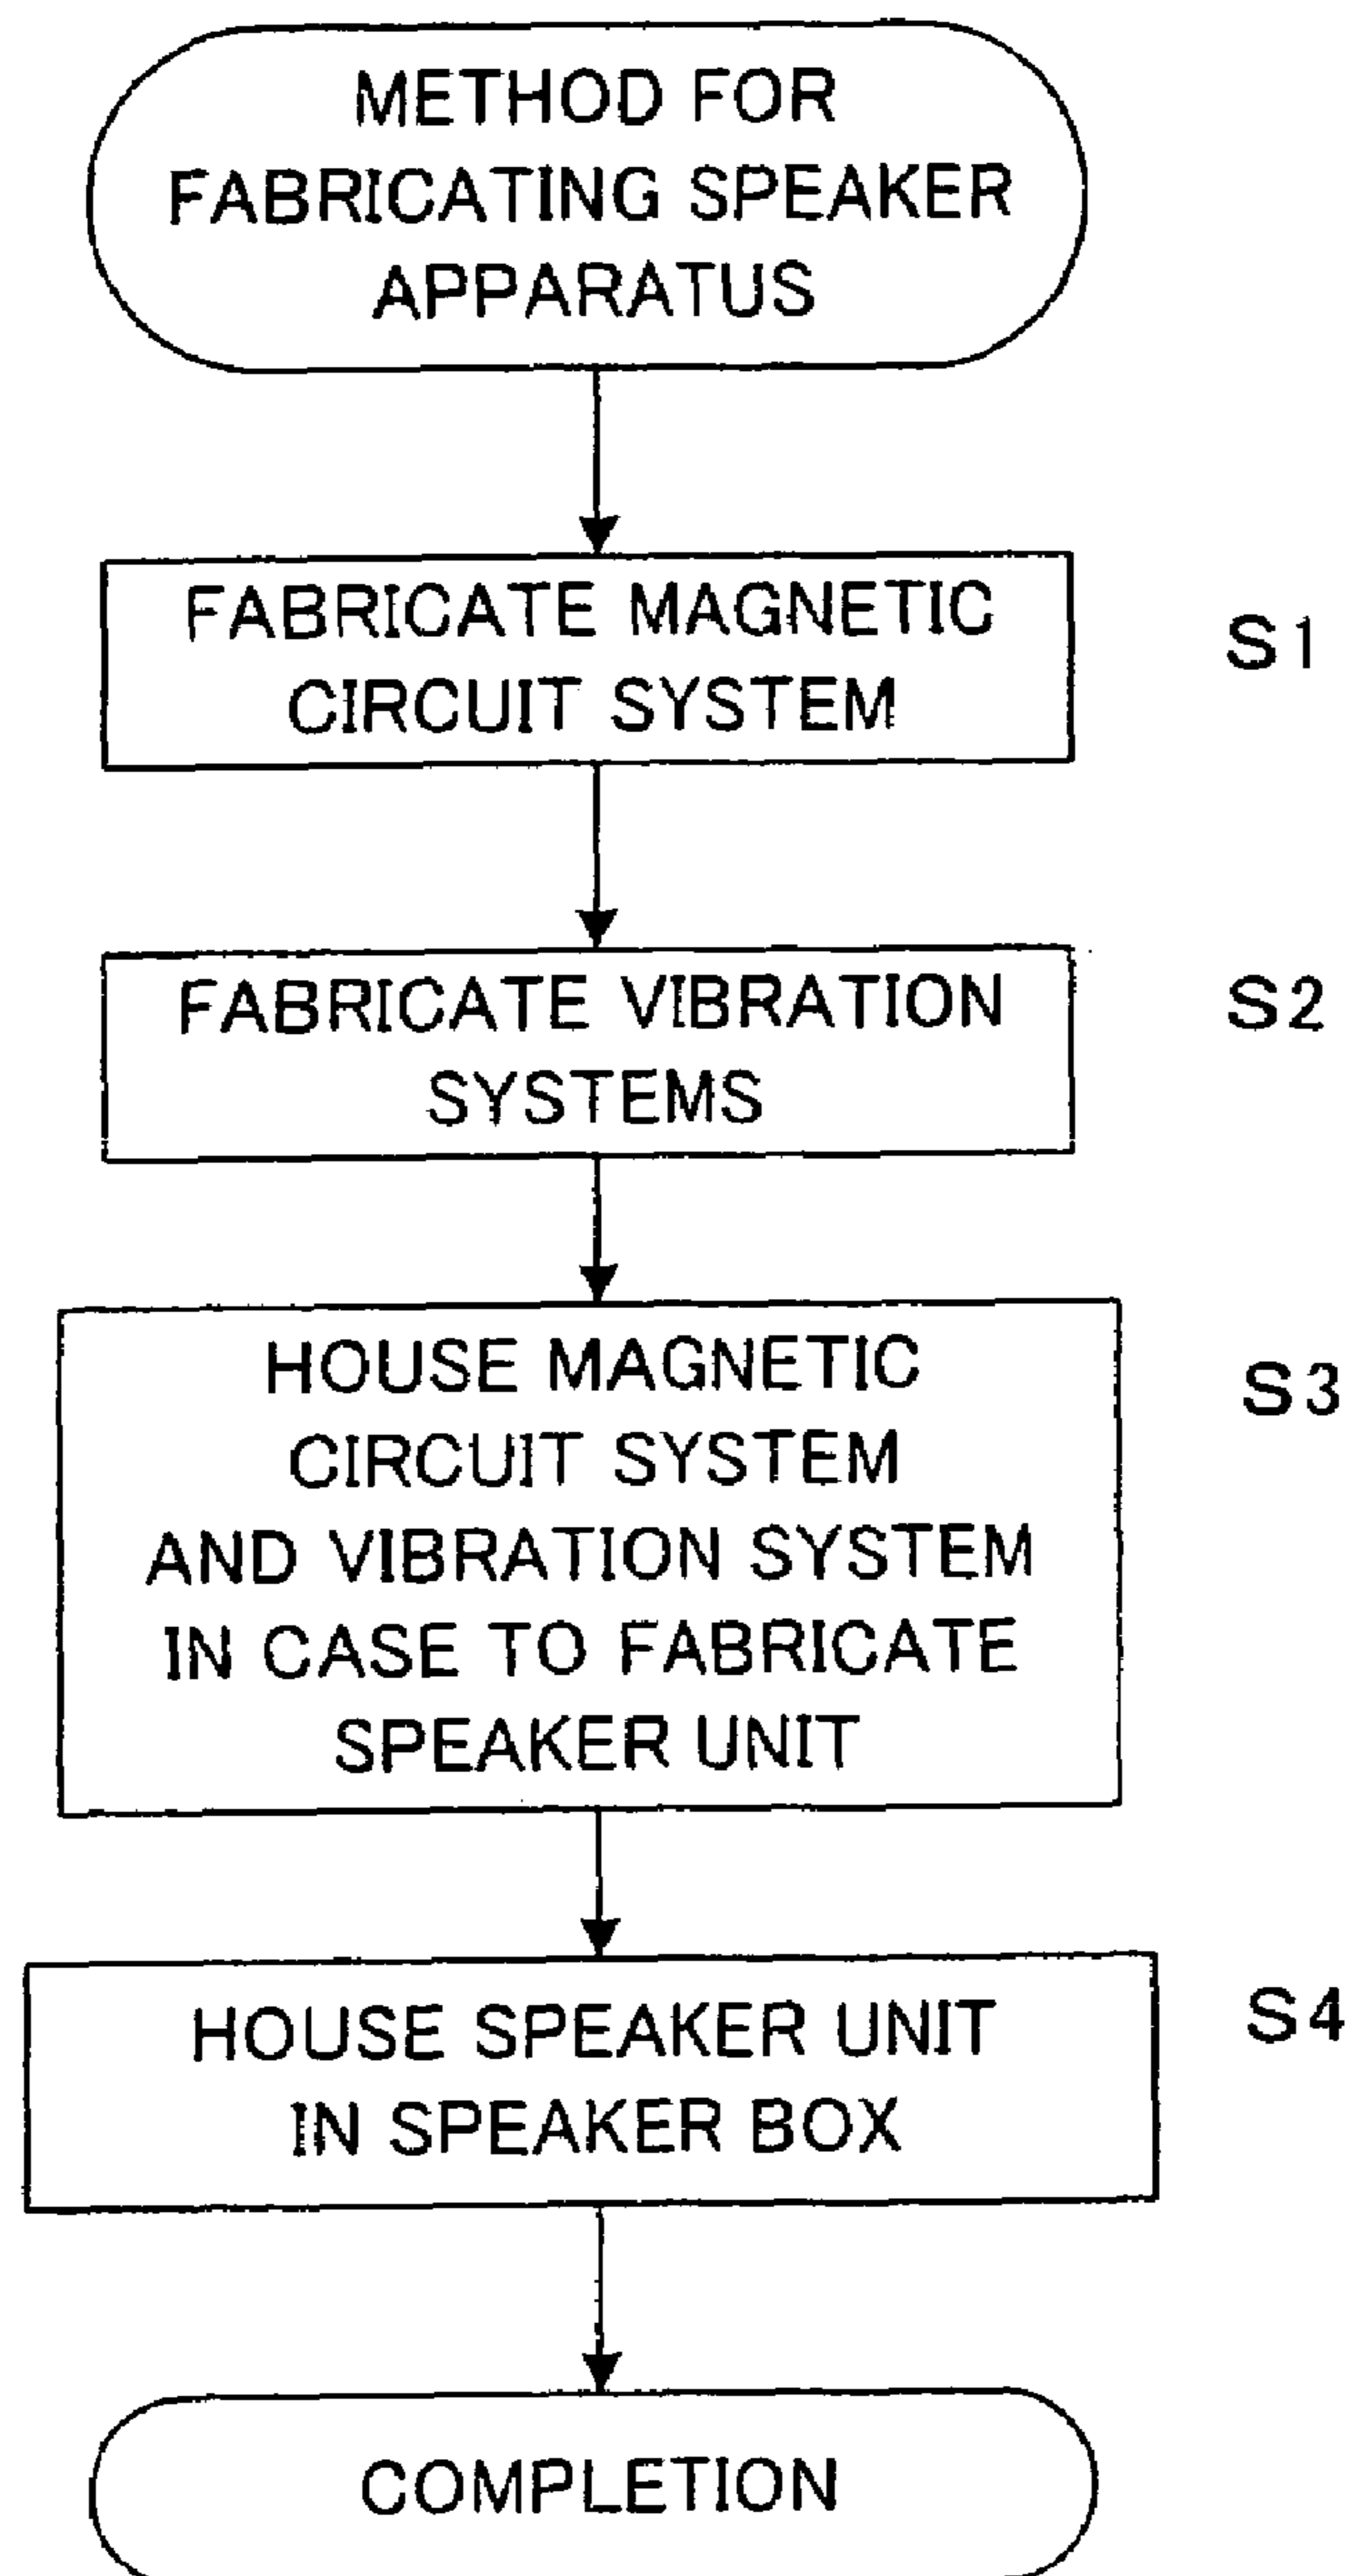 METHOD FOR
FABRICATING SPEAKER
APPARATUS
FABRICATE MAGNETIC
CIRCUIT SYSTEM
S1
FABRICATE VIBRATION
SYSTEMS
S2
HOUSE MAGNETIC
CIRCUIT SYSTEM
AND VIBRATION SYSTEM
IN CASE TO FABRICATE
SPEAKER UNIT
S3
HOUSE SPEAKER UNIT
IN SPEAKER BOX
S4
COMPLETION